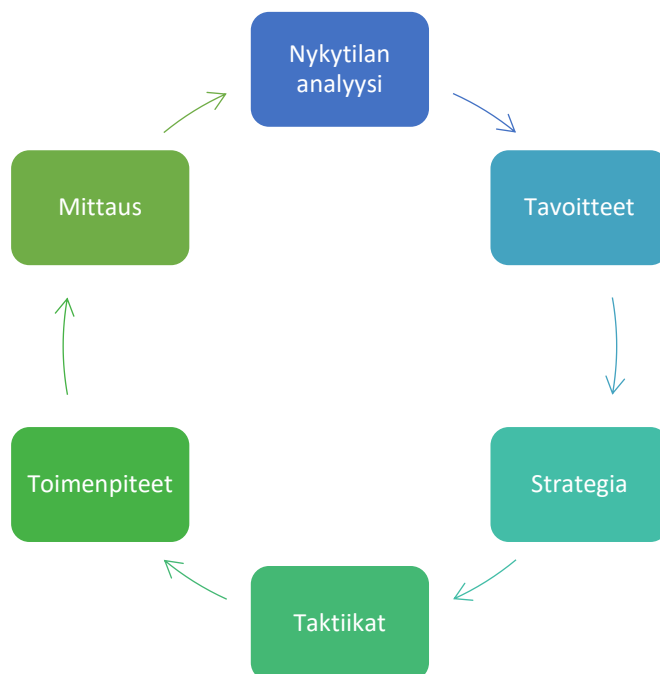 Nykytilan
analyysi
Tavoitteet
Strategia
Taktiikat
Toimenpiteet
Mittaus